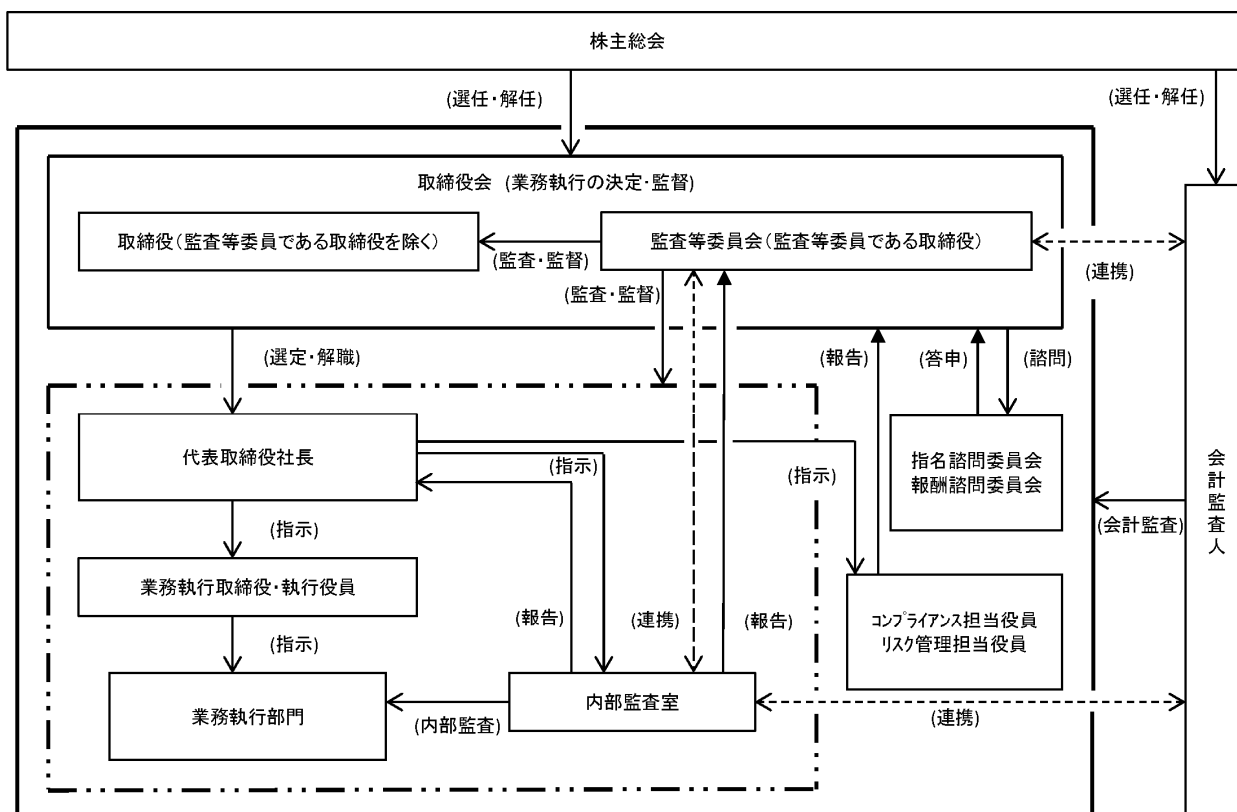 株主総会
(選任・解任)
(選任・解任)
取締役会 (業務執行の決定・監督)
取締役(監査等委員である取締役を除く)
監査等委員会(監査等委員である取締役)
(監査・監督)
(監査・監督)
(連携)
(選定・解職)
(報告)
(答申)
(諮問)
代表取締役社長
(指示)
(指示)
指名諮問委員会
報酬諮問委員会
会計監査人
(会計監査)
(指示)
業務執行取締役・執行役員
(報告)
(連携)
(報告)
コンプライアンス担当役員
リスク管理担当役員
(指示)
業務執行部門
(内部監査)
内部監査室
(連携)